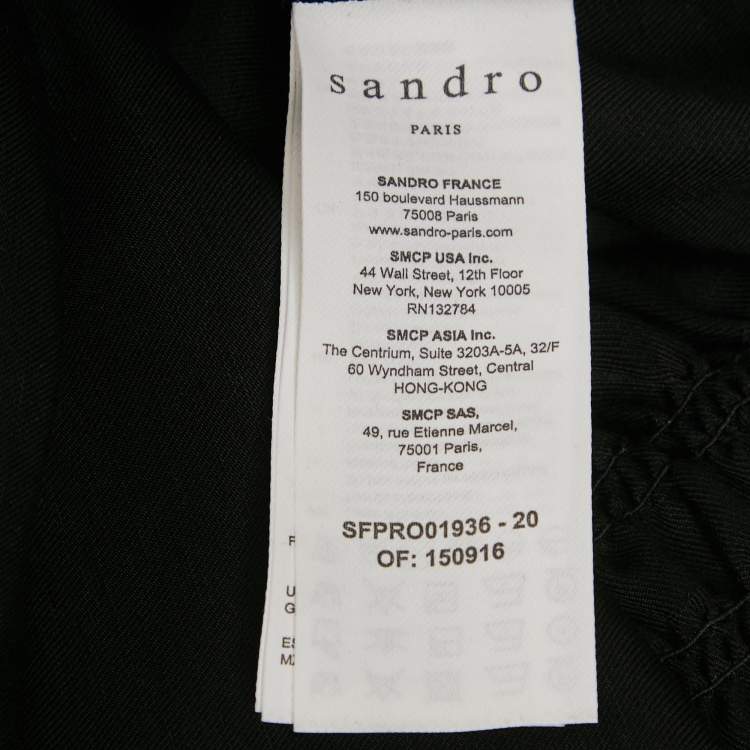 sandro
PARIS
SANDRO FRANCE
150 boulevard Haussmann
75008 Paris
www.sandro-paris.com
SMCP USA Inc.
44 Wall Street, 12th Floor
New York, New York 10005
RN132784
SMCP ASIA Inc.
The Centrium, Suite 3203A-5A, 32/F
60 Wyndham Street, Central
HONG-KONG
SMCP SAS,
49, rue Etienne Marcel,
75001 Paris,
France
SFPRO01936 - 20
OF: 150916